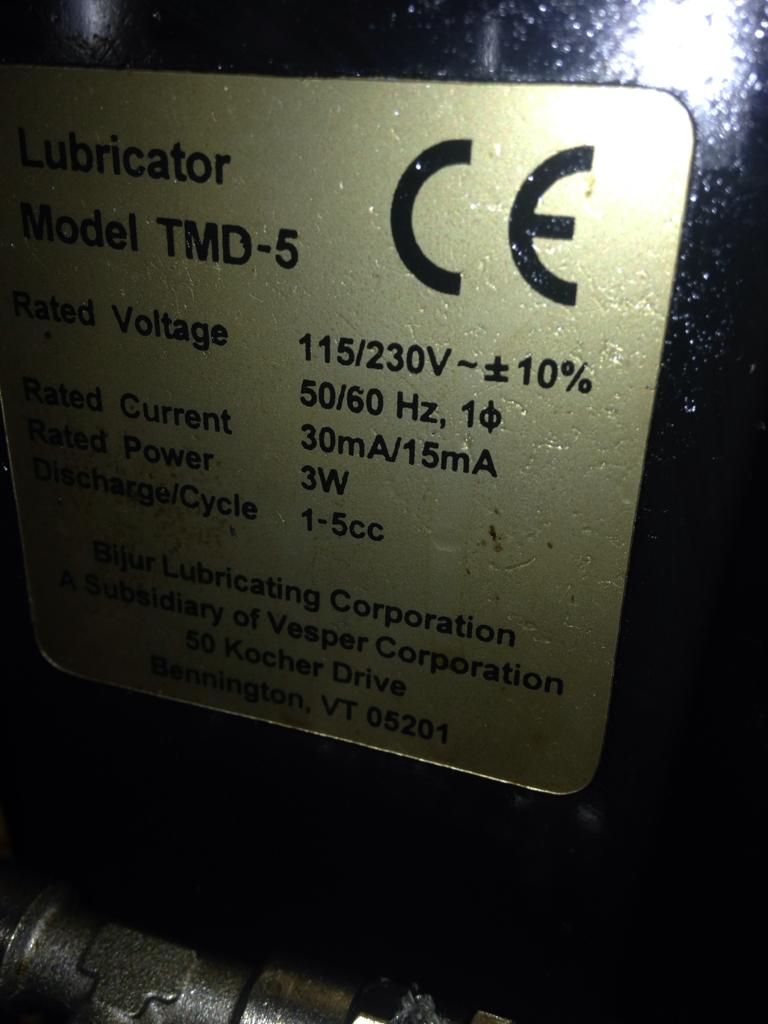 Lubricator
CE
Model TMD-5
Rated Voltage 115/230V~±10%
50/60 Hz, 1ϕ
Rated Current 30mA/15mA
Rated Power 3W
Discharge/Cycle 1-5cc
Bijur Lubricating Corporation
A Subsidiary of Vesper Corporation
50 Kocher Drive
Bennington, VT 05201